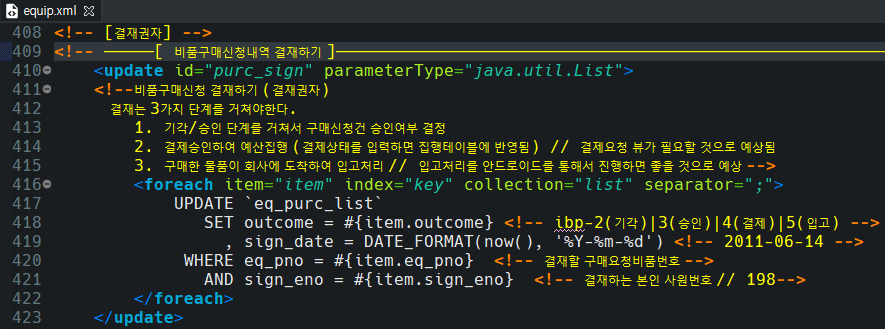 equip.xml
408 <!-- [결재권자] -->
409 <!-- ─────[ 비품구매신청내역 결재하기 ]─────────────────────────────────────────────
410 <update id="purc_sign" parameterType="java.util.List">
411 <!--비품구매신청 결재하기 (결재권자)
412 결재는 3가지 단계를 거쳐야한다.
413 1. 기각/승인 단계를 거쳐서 구매신청건 승인여부 결정
414 2. 결제승인하여 예산집행 (결제상태를 입력하면 집행테이블에 반영됨) // 결제요청 뷰가 필요할 것으로 예상됨
415 3. 구매한 물품이 회사에 도착하여 입고처리 // 입고처리를 안드로이드를 통해서 진행하면 좋을 것으로 예상 -->
416 <foreach item="item" index="key" collection="list" separator=";">
417 UPDATE `eq_purc_list`
418 SET outcome = #{item.outcome} <!-- ibp-2(기각)|3(승인)|4(결제)|5(입고) -->
419 , sign_date = DATE_FORMAT(now(), '%Y-%m-%d') <!-- 2011-06-14 -->
420 WHERE eq_pno = #{item.eq_pno} <!-- 결재할 구매요청비품번호 -->
421 AND sign_eno = #{item.sign_eno} <!-- 결재하는 본인 사원번호 // 198-->
422 </foreach>
423 </update>